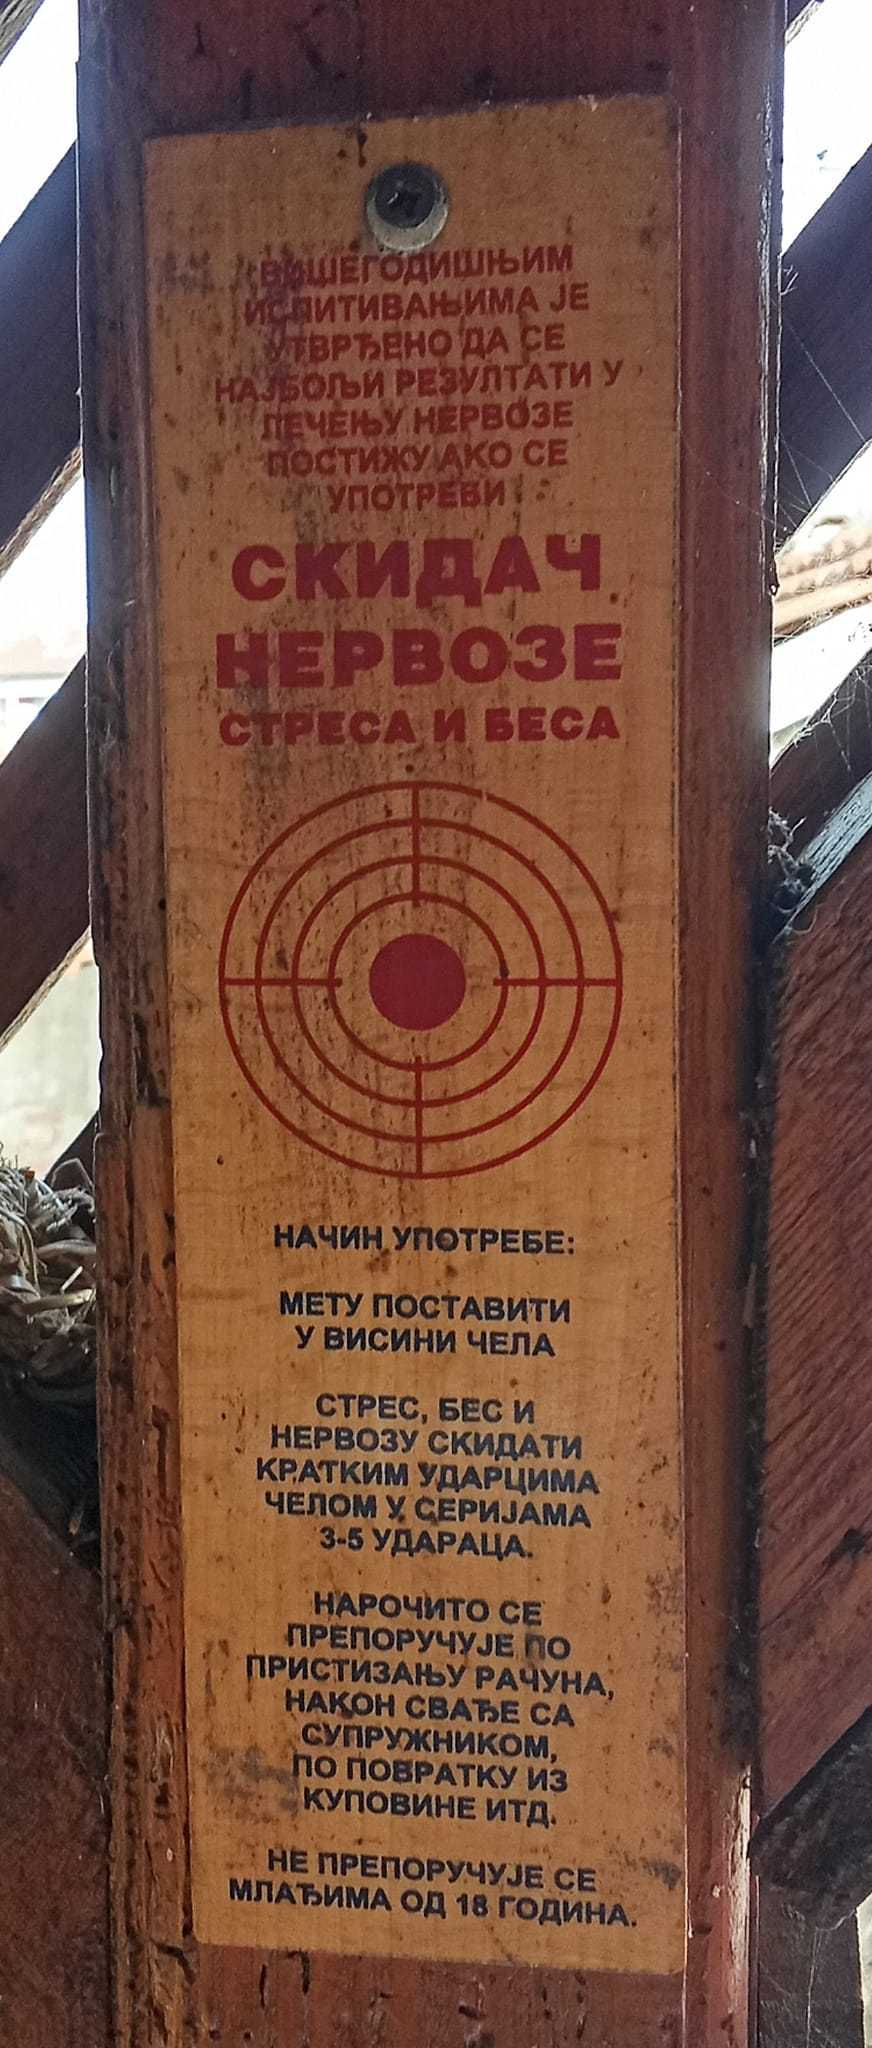 ВИШЕГОДИШЊИМ
ИСПИТИВАЊИМА ЈЕ
УТВРЂЕНО ДА СЕ
НАЈБОЉИ РЕЗУЛТАТИ У
ЛЕЧЕЊУ НЕРВОЗЕ
ПОСТИЖУ АКО СЕ
УПОТРЕБИ
СКИДАЧ
НЕРВОЗЕ
СТРЕСА И БЕСА
НАЧИН УПОТРЕБЕ:
МЕТУ ПОСТАВИТИ
У ВИСИНИ ЧЕЛА
СТРЕС, БЕС И
НЕРВОЗУ СКИДАТИ
КРАТКИМ УДАРЦИМА
ЧЕЛОМ У СЕРИЈАМА
3-5 УДАРАЦА.
НАРОЧИТО СЕ
ПРЕПОРУЧУЈЕ ПО
ПРИСТИЗАЊУ РАЧУНА,
НАКОН СВАЂЕ СА
СУПРУЖНИКОМ,
ПО ПОВРАТКУ ИЗ
КУПОВИНЕ ИТД.
НЕ ПРЕПОРУЧУЈЕ СЕ
МЛАЂИМА ОД 18 ГОДИНА.